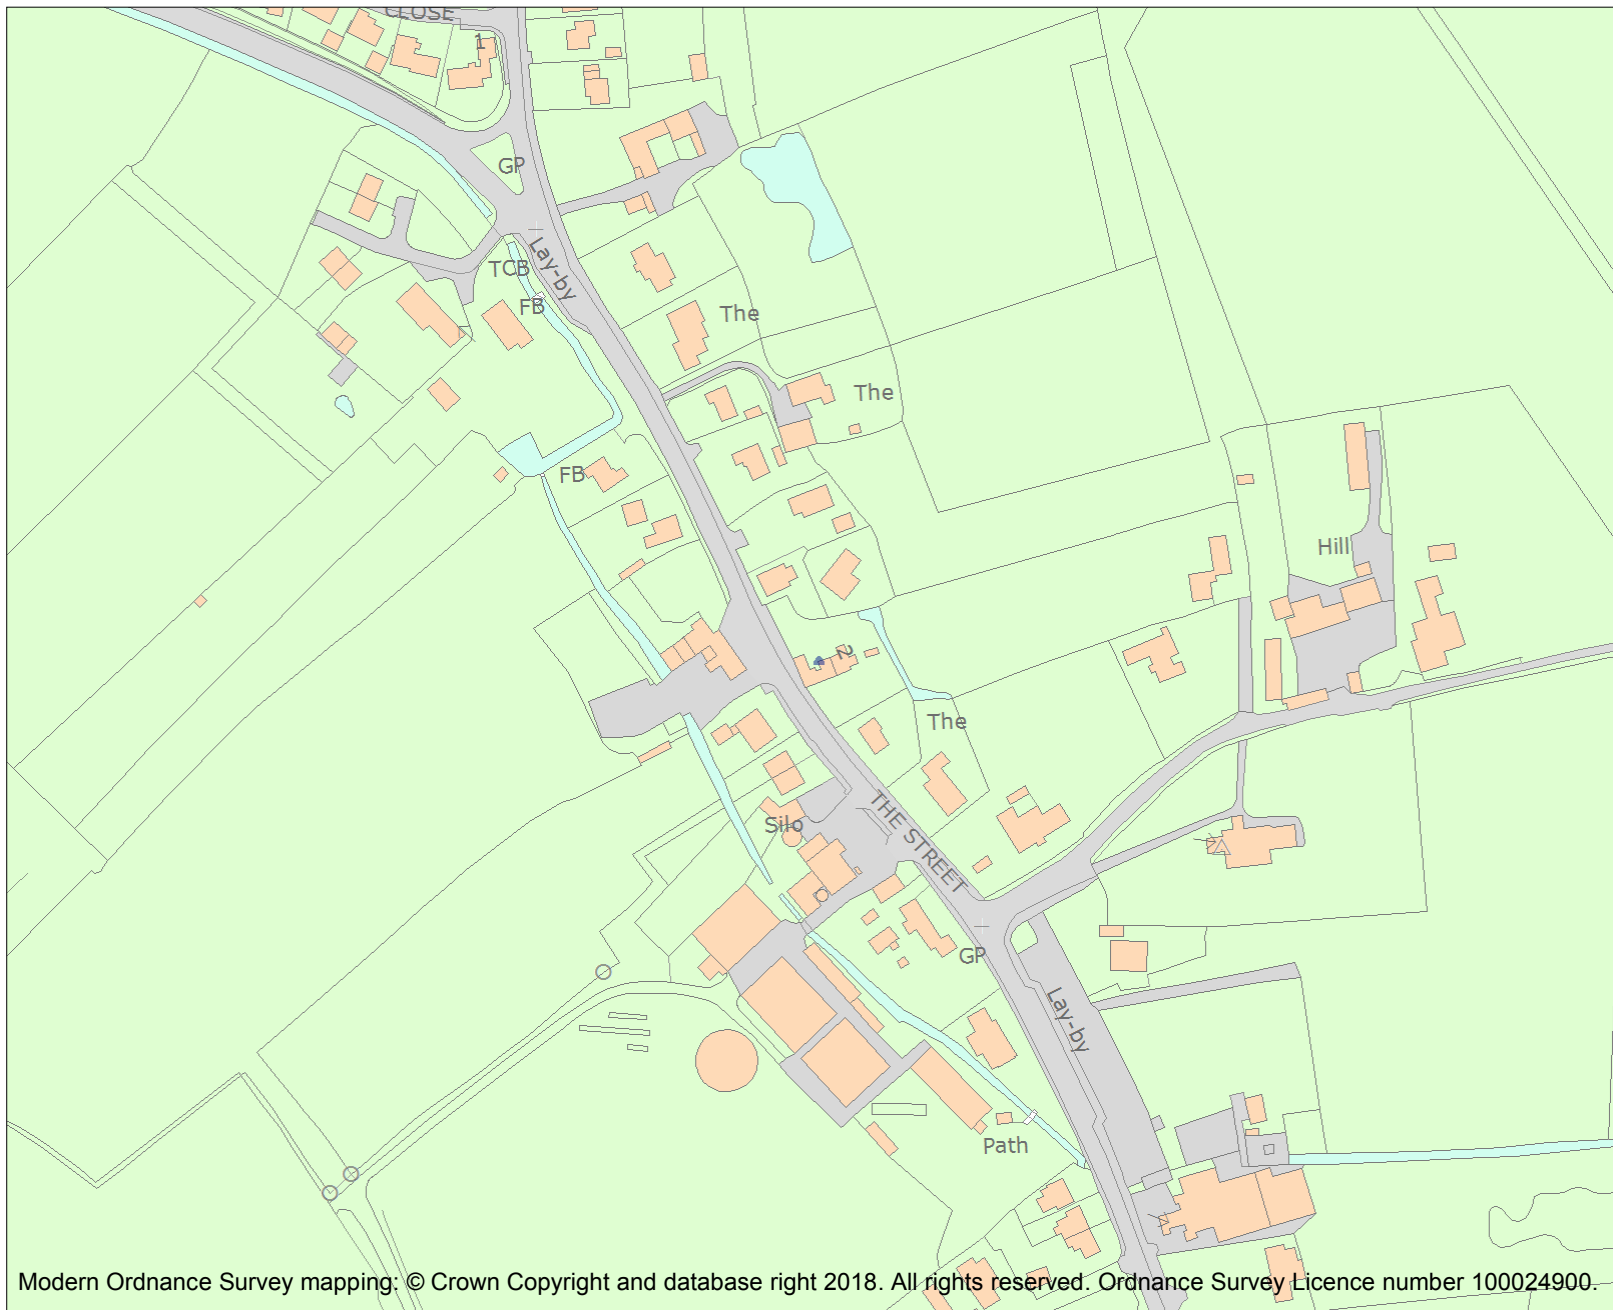 CLOSE
1
GP
Lay-by
TCB
FB
The
The
FB
Hill
2
The
THE STREET
Silo
GP
Lay-by
Path
Modern Ordnance Survey mapping: © Crown Copyright and database right 2018. All rights reserved. Ordnance Survey Licence number 100024900.